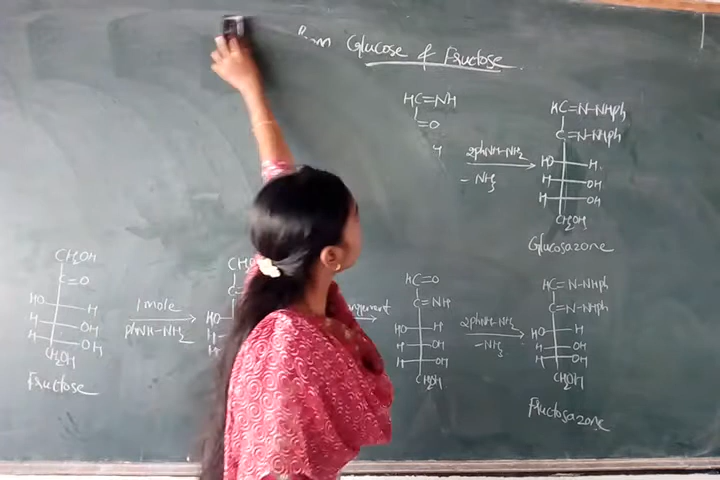 Glucose & Fructose
HC=NH
=O
2phNH-NH2
- NH3
HC=N-NHph
C=N-NHph
HO H
H OH
H OH
CH2OH
Glucosazone
CH2OH
C=O
HO H
H OH
H OH
CH2OH
Fructose
1 mole
phNH-NH2
HO
H
HC=O
C=NH
HO H
H OH
H OH
CH2OH
2phNH-NH2
-NH3
HC=N-NHph
C=N-NHph
HO H
H OH
H OH
CH2OH
Fructosazone